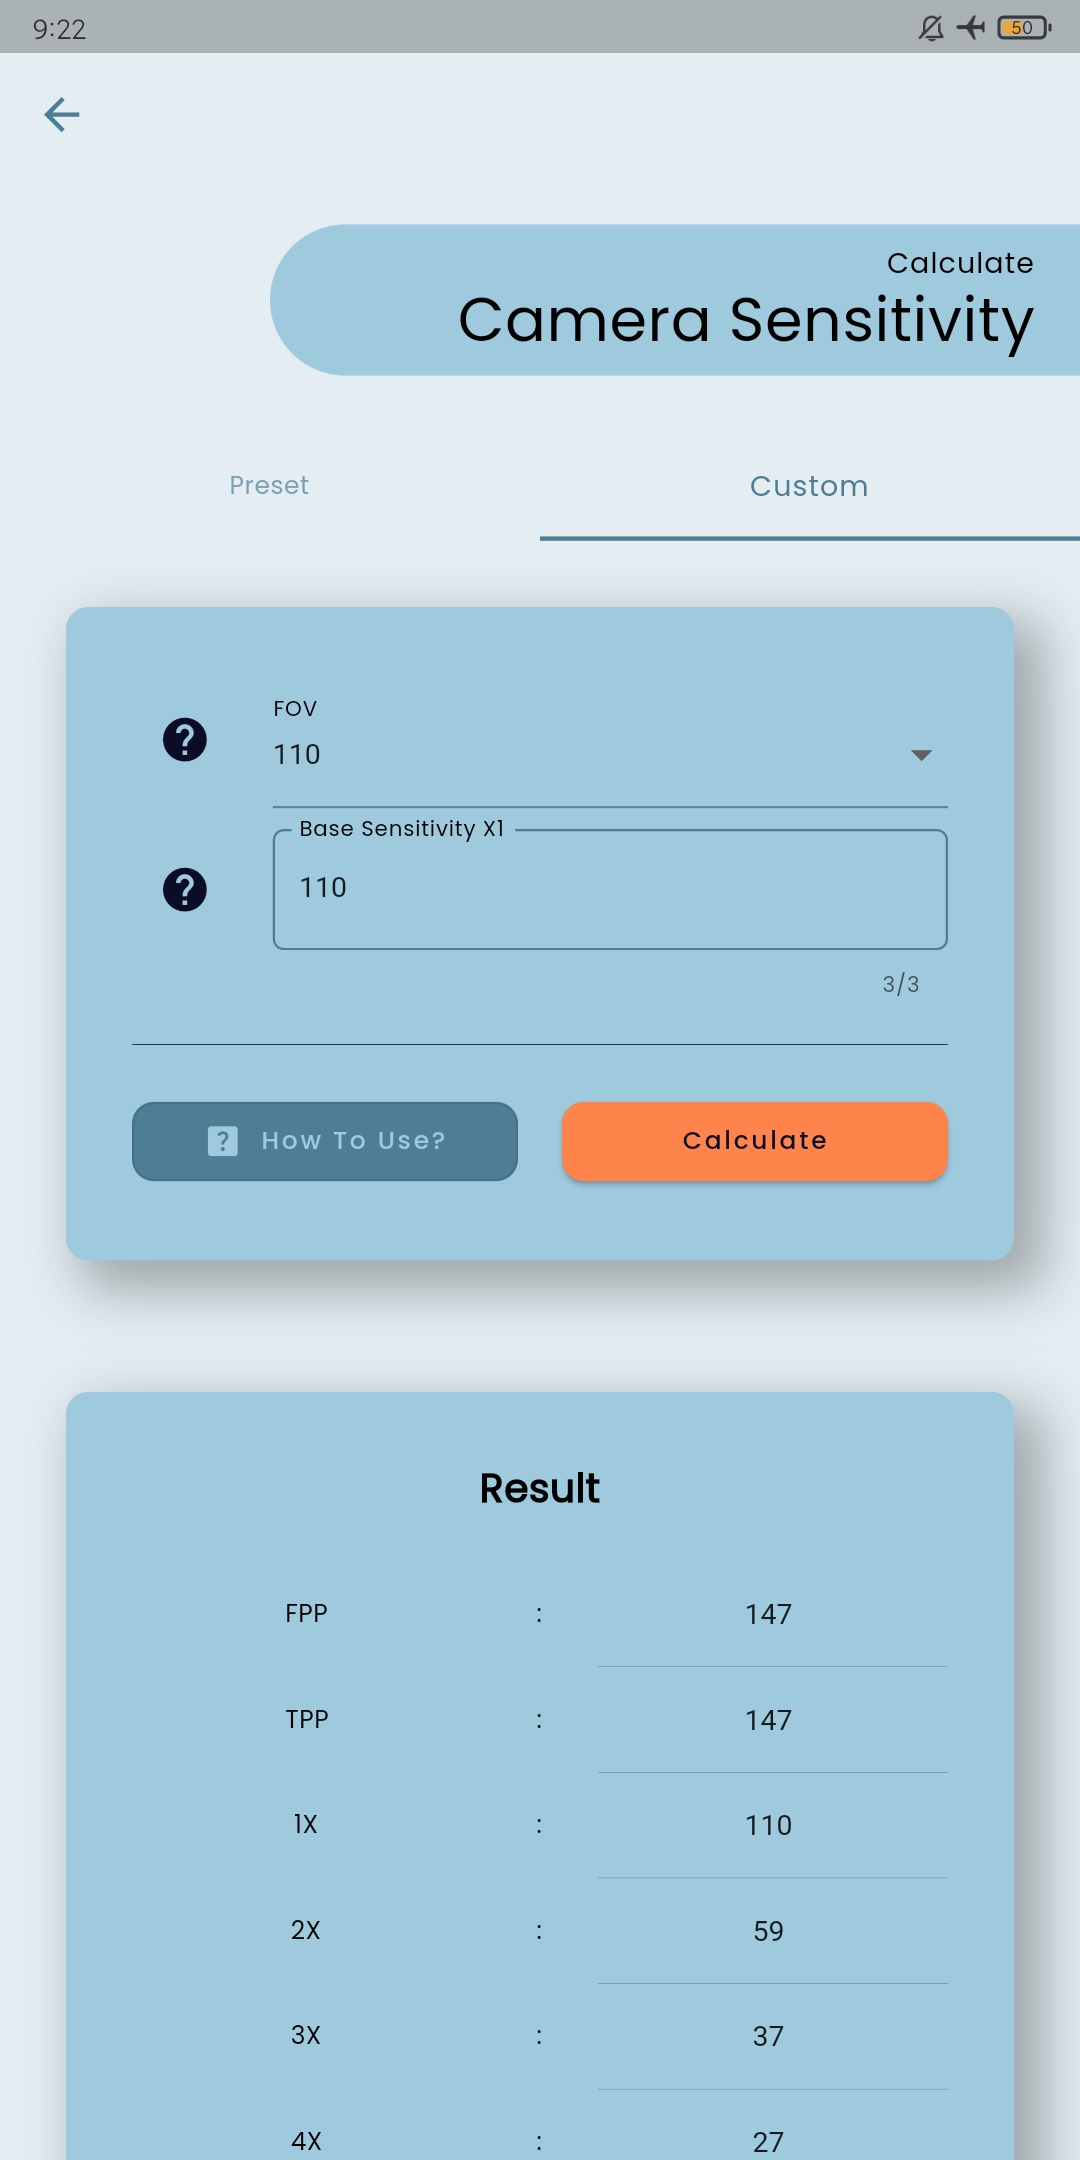 9:22
50
Calculate
Camera Sensitivity
Preset
Custom
FOV
110
Base Sensitivity X1
110
3/3
How To Use?
Calculate
Result
FPP : 147
TPP : 147
1X : 110
2X : 59
3X : 37
4X : 27